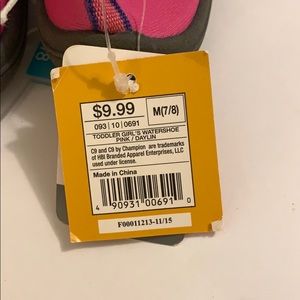 $9.99
M(7/8)
093 | 10 | 0691
TODDLER GIRL'S WATERSHOE
PINK / DAYLIN
C9 and C9 by Champion are trademarks
of HBI Branded Apparel Enterprises, LLC
used under license.
Made in China
4 90931 00691 0
F00011213-11/15
8